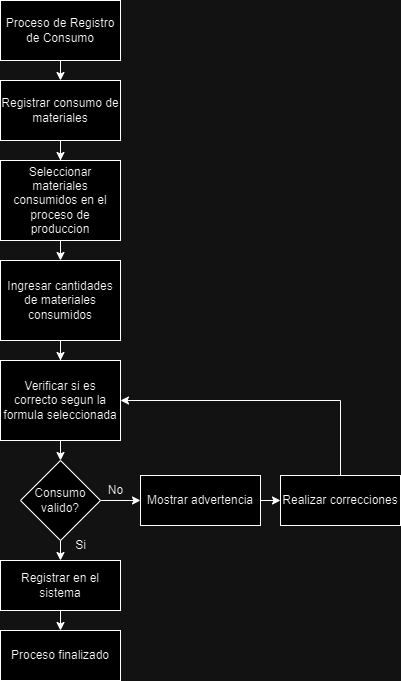 Proceso de Registro
de Consumo
Registrar consumo de
materiales
Seleccionar
materiales
consumidos en el
proceso de
produccion
Ingresar cantidades
de materiales
consumidos
Verificar si es
correcto segun la
formula seleccionada
Consumo
valido?
No
Mostrar advertencia
Realizar correcciones
Si
Registrar en el
sistema
Proceso finalizado